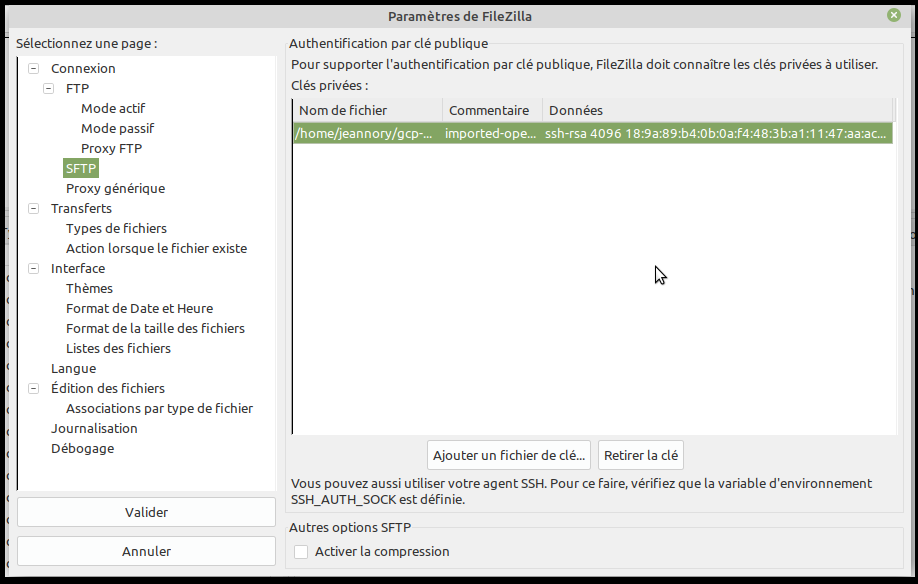 Paramètres de FileZilla
Sélectionnez une page :
Connexion
FTP
Mode actif
Mode passif
Proxy FTP
SFTP
Proxy générique
Transferts
Types de fichiers
Action lorsque le fichier existe
Interface
Thèmes
Format de Date et Heure
Format de la taille des fichiers
Listes des fichiers
Langue
Édition des fichiers
Associations par type de fichier
Journalisation
Débogage
Valider
Annuler
Authentification par clé publique
Pour supporter l'authentification par clé publique, FileZilla doit connaître les clés privées à utiliser.
Clés privées :
Nom de fichier Commentaire Données
/home/jeannory/gcp-... imported-ope... ssh-rsa 4096 18:9a:89:b4:0b:0a:f4:48:3b:a1:11:47:aa:ac...
Ajouter un fichier de clé... Retirer la clé
Vous pouvez aussi utiliser votre agent SSH. Pour ce faire, vérifiez que la variable d'environnement
SSH_AUTH_SOCK est définie.
Autres options SFTP
Activer la compression